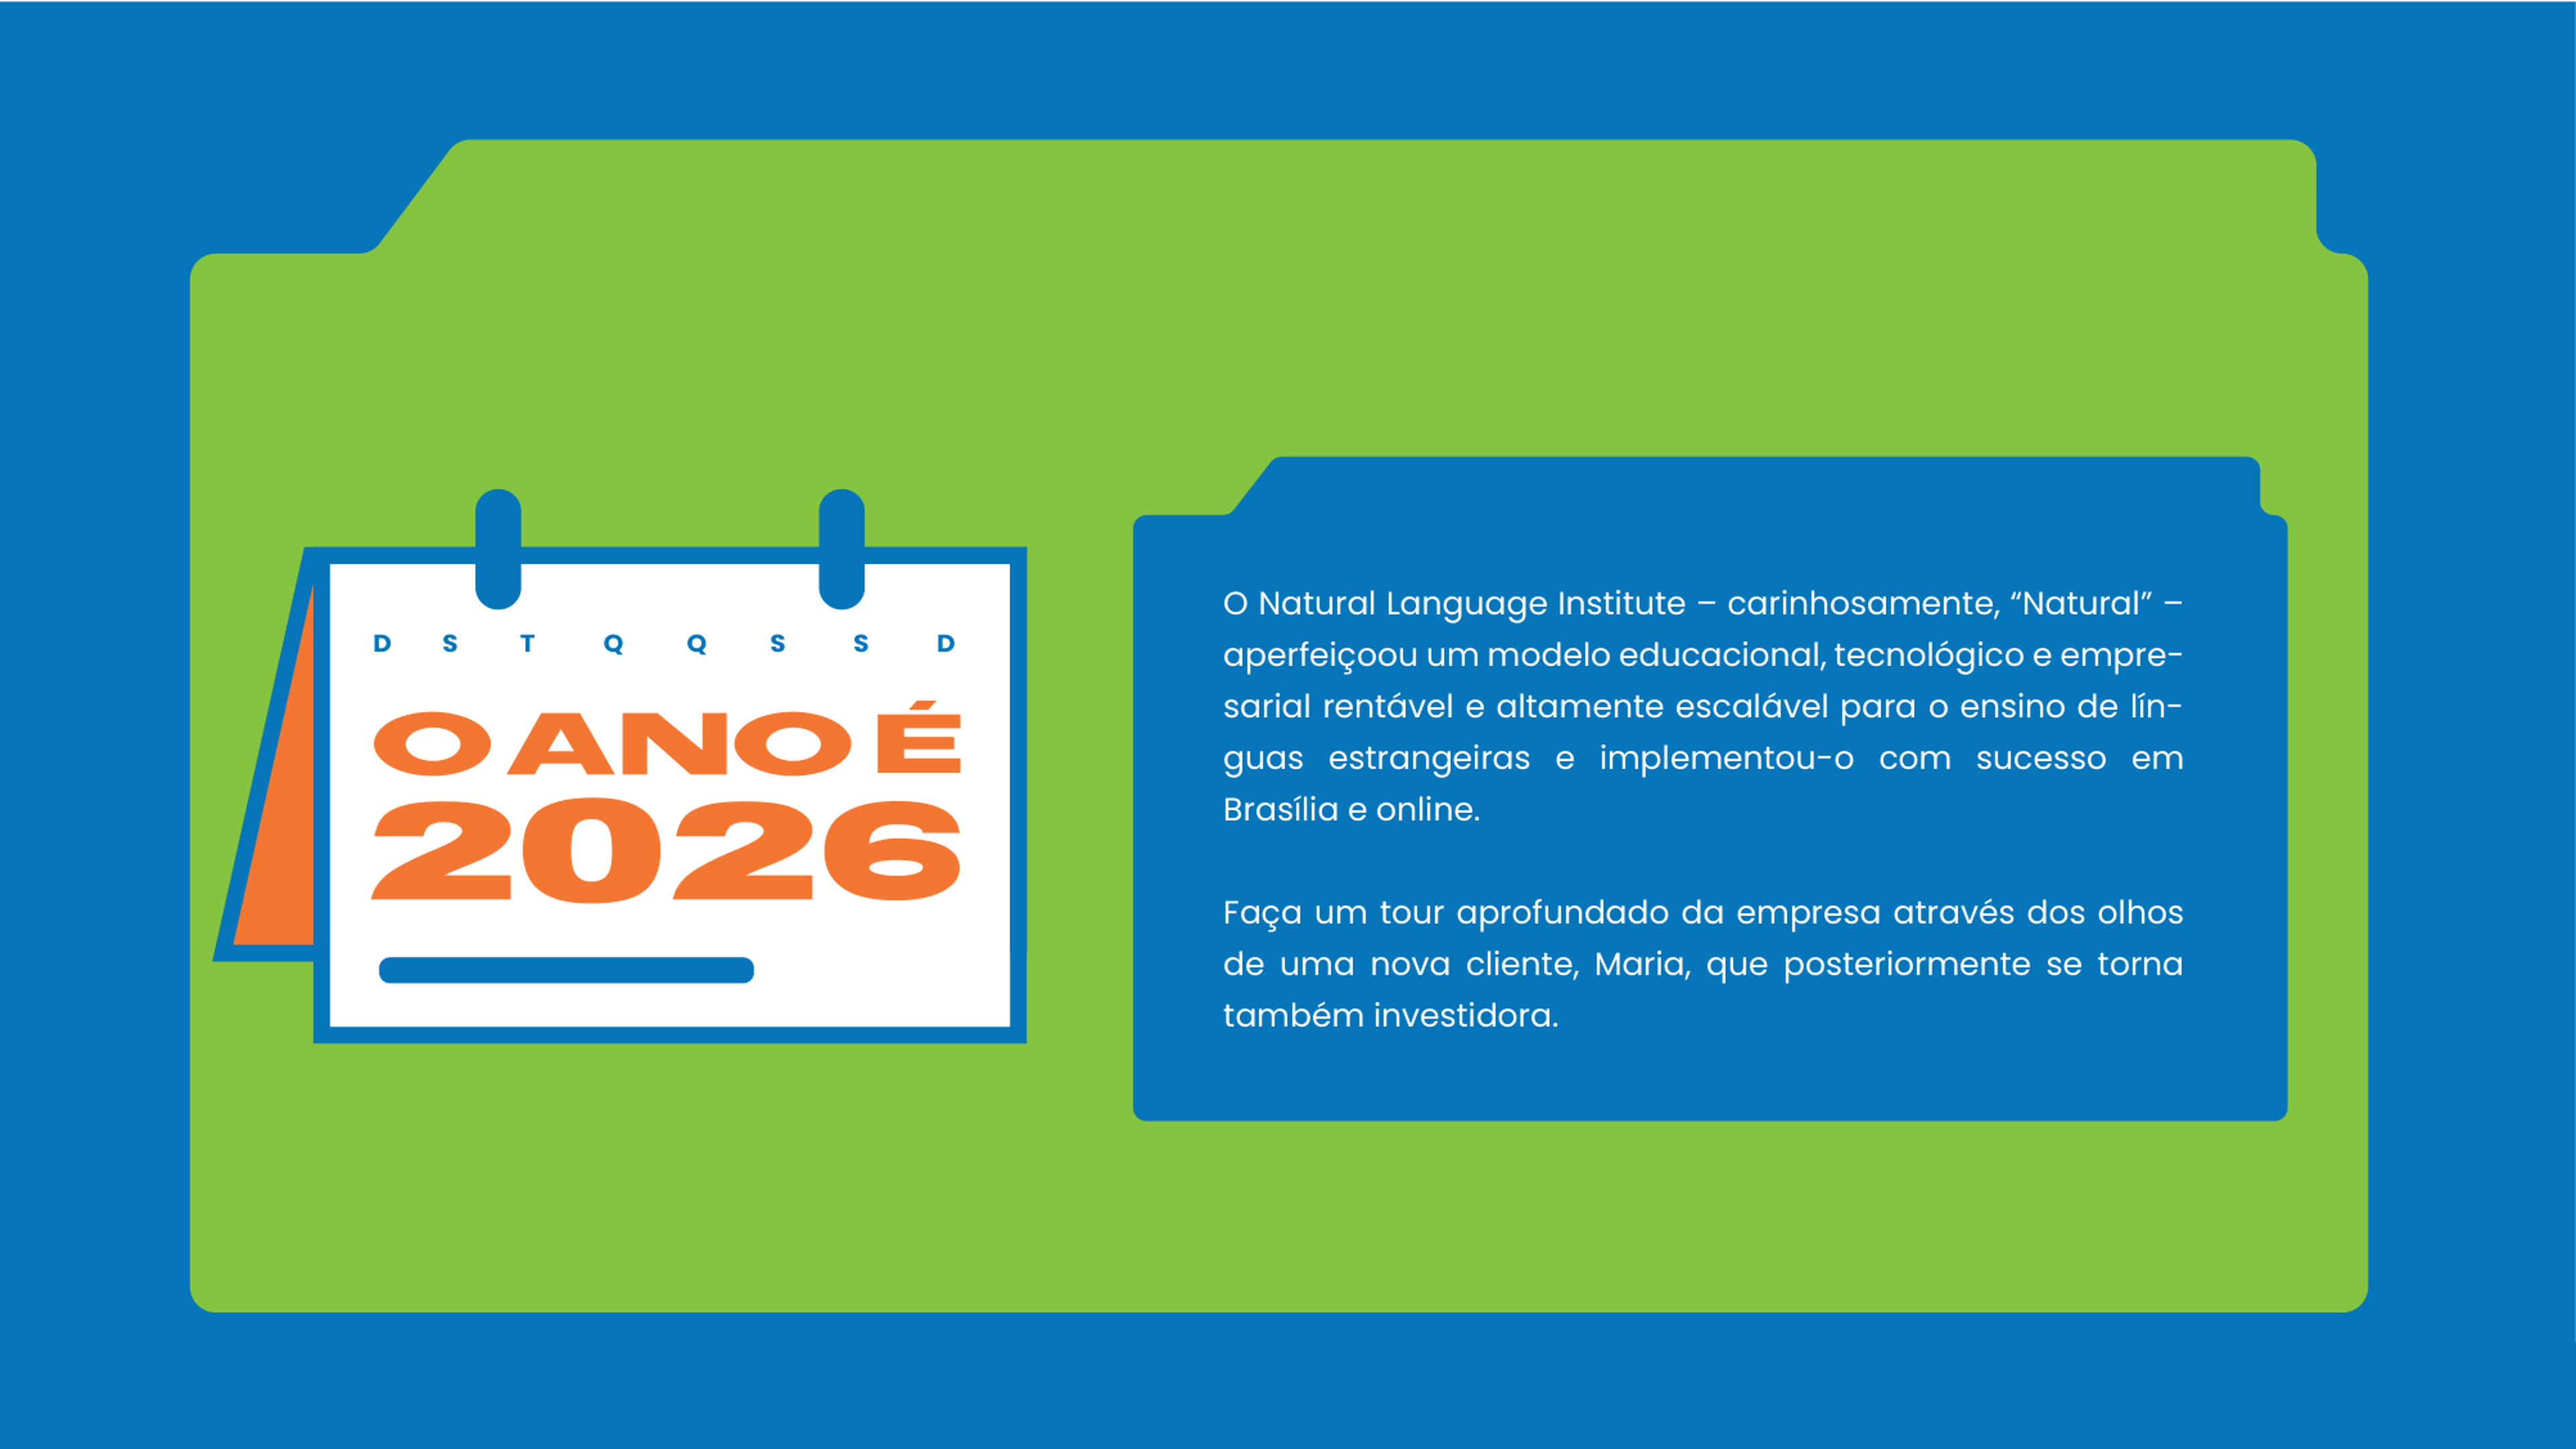 D S T Q Q S S D
O ANO É
2026
O Natural Language Institute – carinhosamente, “Natural” –
aperfeiçoou um modelo educacional, tecnológico e empre-
sarial rentável e altamente escalável para o ensino de lín-
guas estrangeiras e implementou-o com sucesso em
Brasília e online.
Faça um tour aprofundado da empresa através dos olhos
de uma nova cliente, Maria, que posteriormente se torna
também investidora.